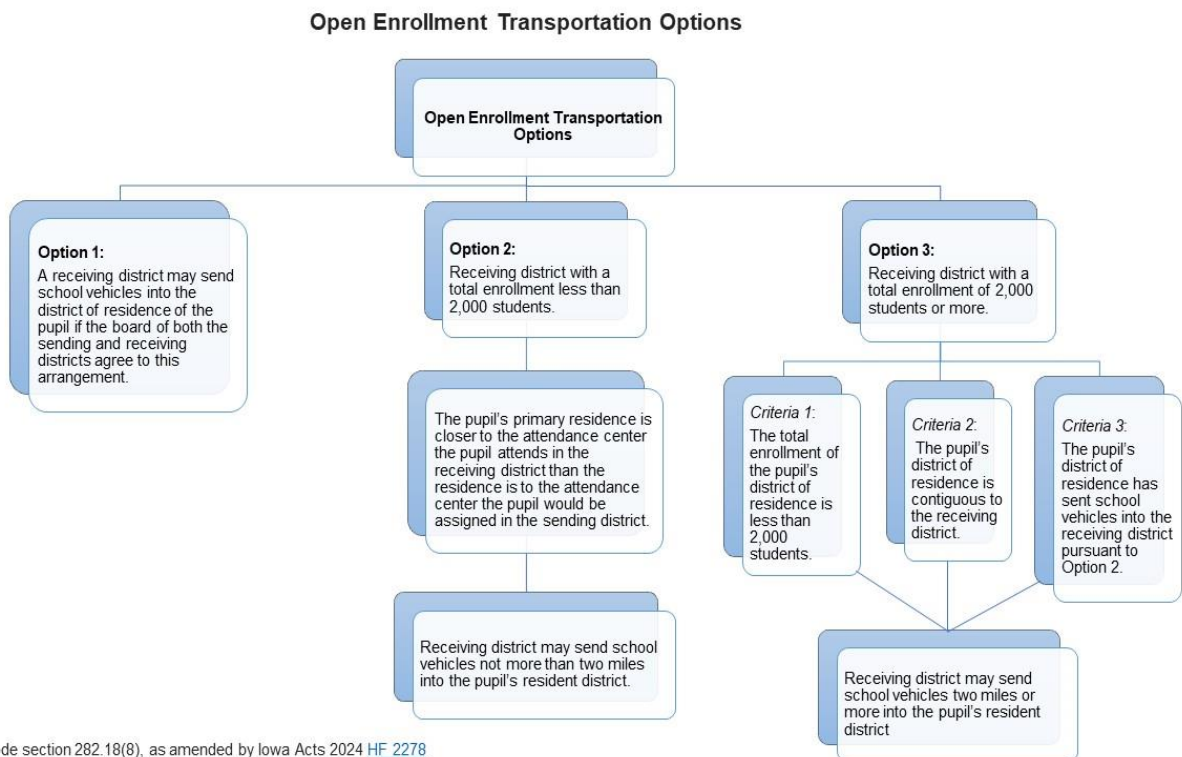 Open Enrollment Transportation Options
Open Enrollment Transportation
Options
Option 1:
A receiving district may send
school vehicles into the
district of residence of the
pupil if the board of both the
sending and receiving
districts agree to this
arrangement.
Option 2:
Receiving district with a
total enrollment less than
2,000 students.
The pupil's primary residence is
closer to the attendance center
the pupil attends in the
receiving district than the
residence is to the attendance
center the pupil would be
assigned in the sending district.
Receiving district may send school
vehicles not more than two miles
into the pupil's resident district.
Option 3:
Receiving district with a
total enrollment of 2,000
students or more.
Criteria 1:
The total
enrollment of
the pupil's
district of
residence is
less than
2,000
students.
Criteria 2:
The pupil's
district of
residence is
contiguous to
the receiving
district.
Criteria 3:
The pupil's
district of
residence has
sent school
vehicles into the
receiving district
pursuant to
Option 2.
Receiving district may send
school vehicles two miles or
more into the pupil's resident
district
de section 282.18(8), as amended by Iowa Acts 2024 HF 2278